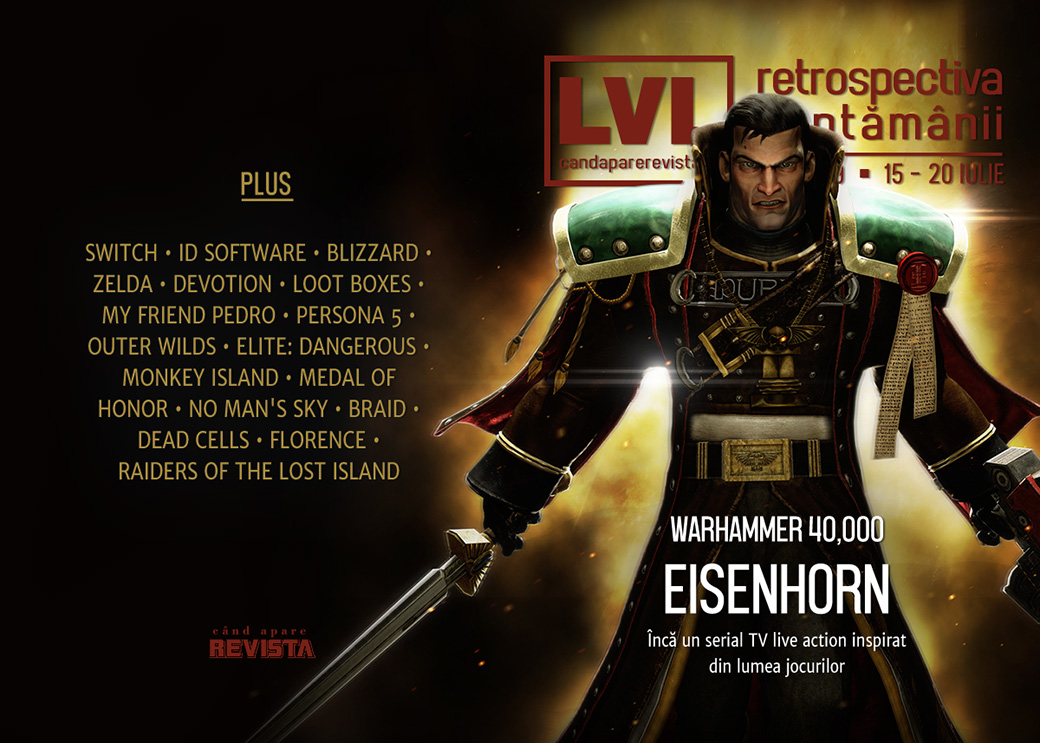 PLUS
SWITCH • ID SOFTWARE • BLIZZARD •
ZELDA • DEVOTION • LOOT BOXES •
MY FRIEND PEDRO • PERSONA 5 •
OUTER WILDS • ELITE: DANGEROUS •
MONKEY ISLAND • MEDAL OF
HONOR • NO MAN'S SKY • BRAID •
DEAD CELLS • FLORENCE •
RAIDERS OF THE LOST ISLAND
când apare
REVISTA
LVI
candaparerevista
retrospectiva
15 – 20 IULIE
WARHAMMER 40,000
EISENHORN
Încă un serial TV live action inspirat
din lumea jocurilor